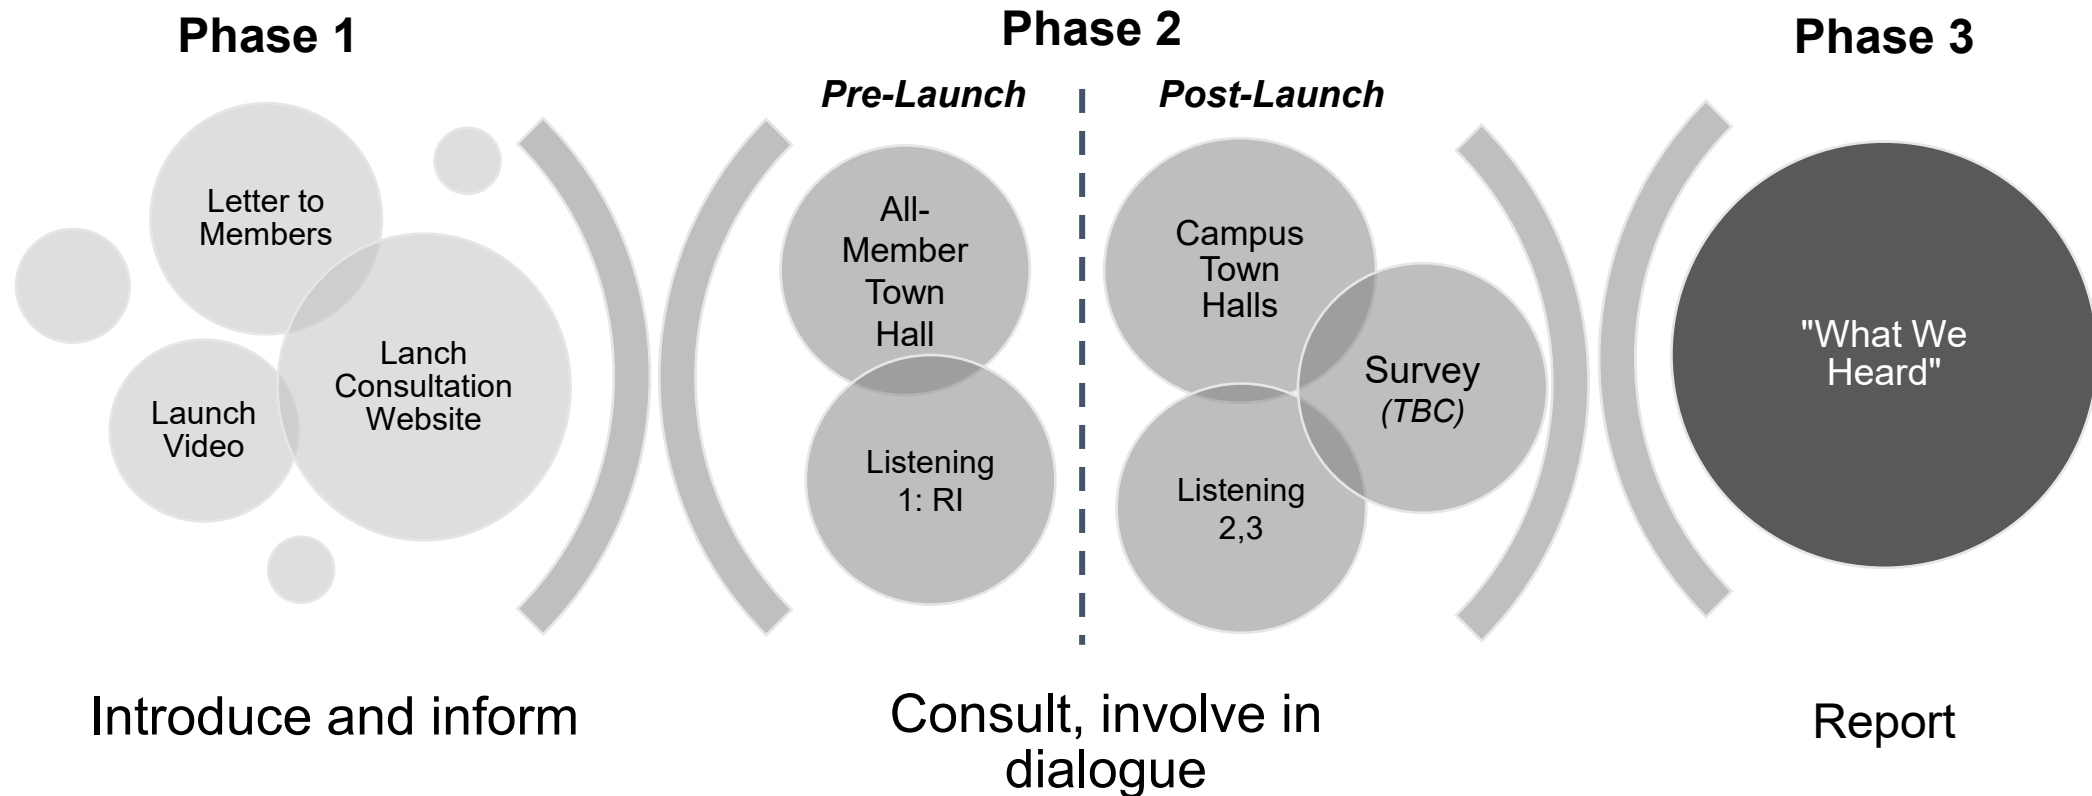 Phase 1
Letter to
Members
Lanch
Consultation
Website
Launch
Video
Introduce and inform
Phase 2
Pre-Launch
All-
Member
Town
Hall
Listening
1: RI
Post-Launch
Campus
Town
Halls
Survey
(TBC)
Listening
2,3
Consult, involve in
dialogue
Phase 3
"What We
Heard"
Report